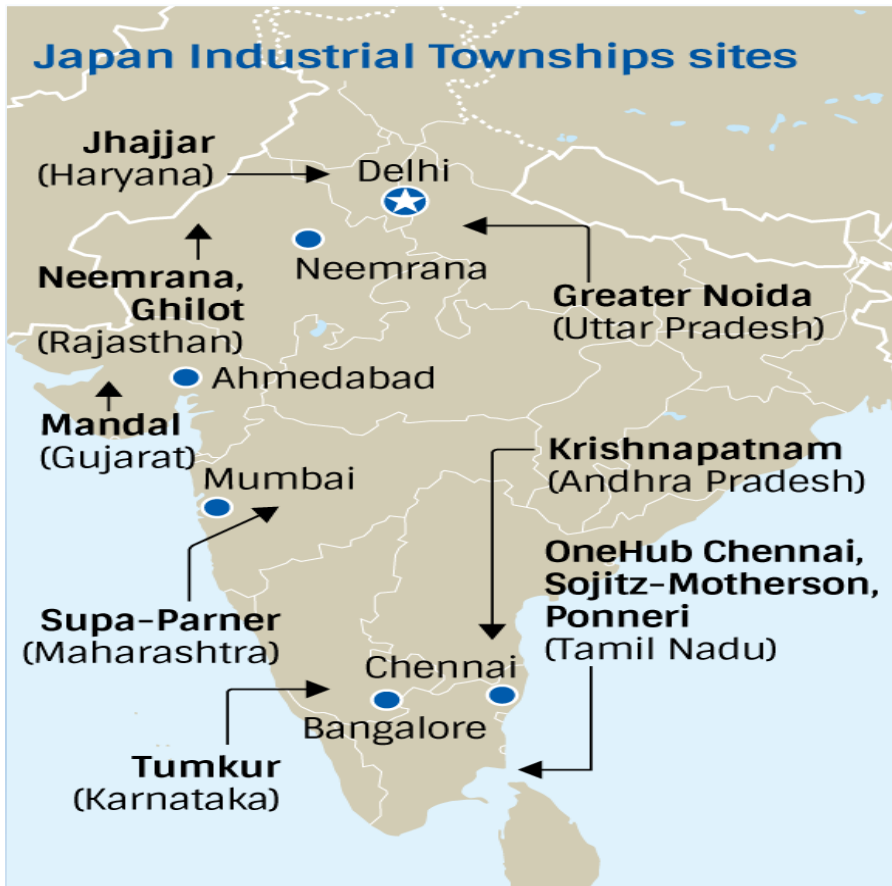 Japan Industrial Townships sites
Jhajjar
(Haryana)
Delhi
Neemrana,
Ghilot
(Rajasthan)
Neemrana
Greater Noida
(Uttar Pradesh)
Ahmedabad
Mandal
(Gujarat)
Mumbai
Krishnapatnam
(Andhra Pradesh)
OneHub Chennai,
Sojitz-Motherson,
Ponneri
(Tamil Nadu)
Supa-Parner
(Maharashtra)
Chennai
Bangalore
Tumkur
(Karnataka)